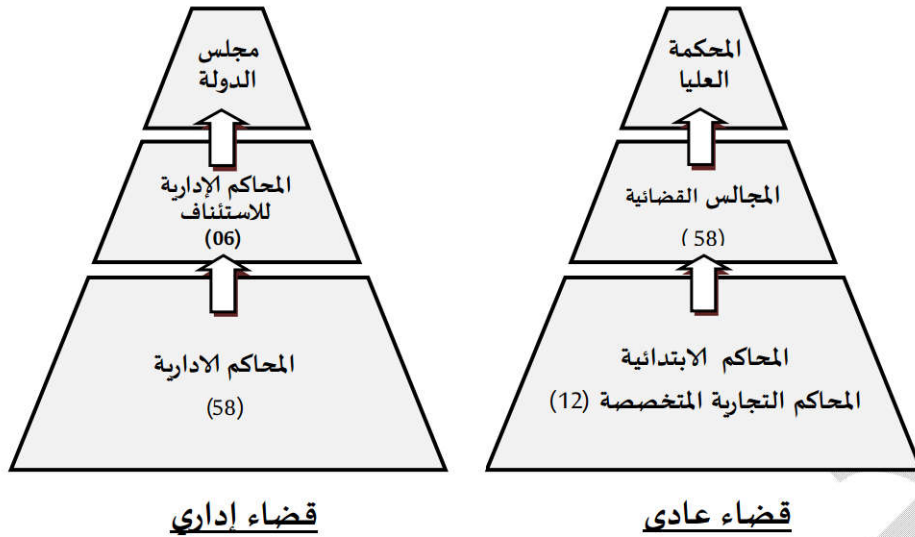 المحكمة
العليا
المجالس القضائية
(58 )
المحاكم الابتدائية
المحاكم التجارية المتخصصة (12)
قضاء عادي
مجلس
الدولة
المحاكم الإدارية
للاستئناف
(06)
المحاكم الادارية
(58)
قضاء إداري